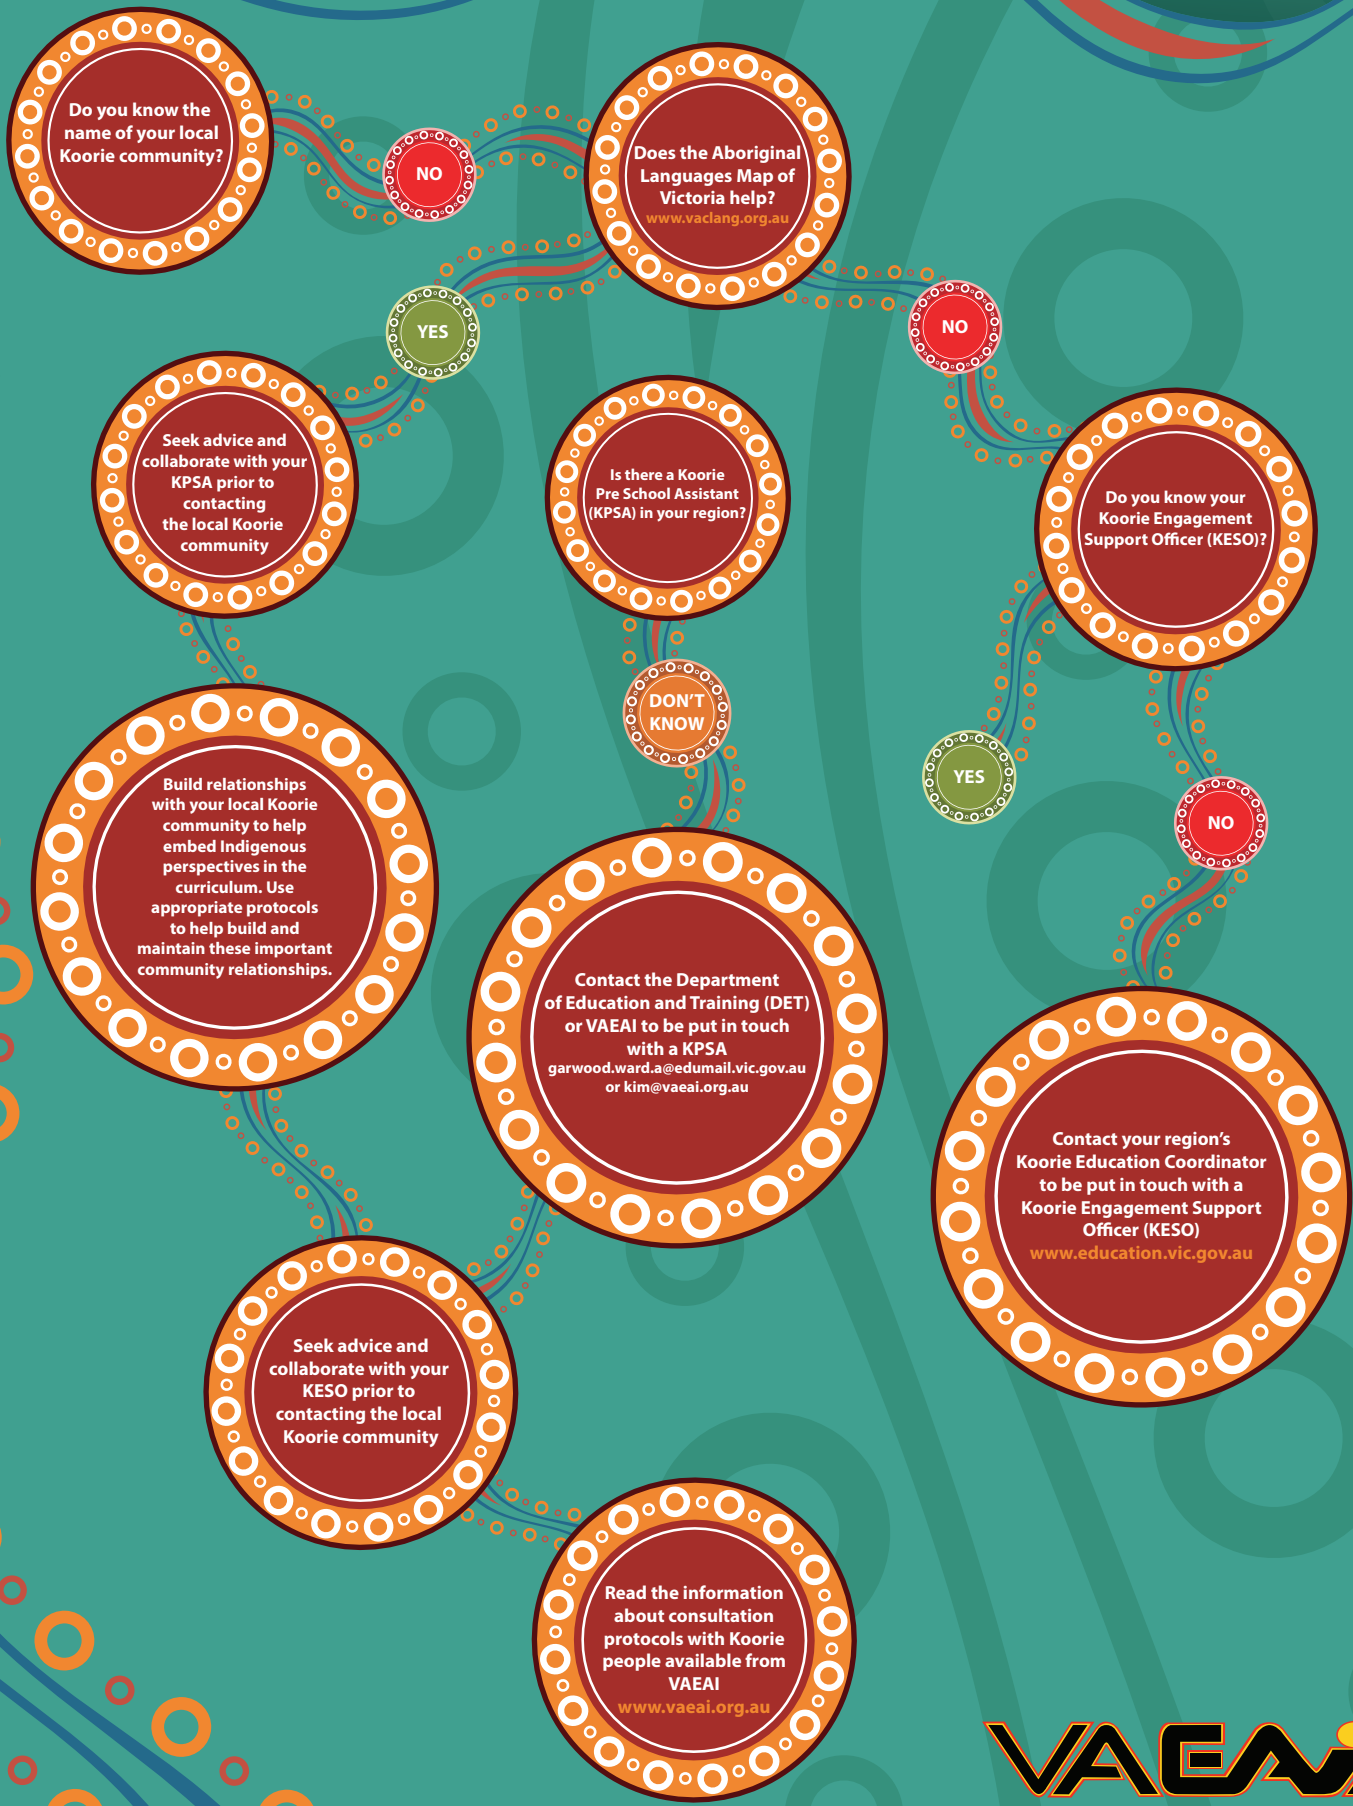 Do you know the
name of your local
Koorie community?
NO
Does the Aboriginal
Languages Map of
Victoria help?
www.vaclang.org.au
YES
NO
Seek advice and
collaborate with your
KPSA prior to
contacting
the local Koorie
community
Is there a Koorie
Pre School Assistant
(KPSA) in your region?
Do you know your
Koorie Engagement
Support Officer (KESO)?
DON'T
KNOW
YES
NO
Build relationships
with your local Koorie
community to help
embed Indigenous
perspectives in the
curriculum. Use
appropriate protocols
to help build and
maintain these important
community relationships.
Contact the Department
of Education and Training (DET)
or VAEAI to be put in touch
with a KPSA
garwood.ward.a@edumail.vic.gov.au
or kim@vaeai.org.au
Contact your region's
Koorie Education Coordinator
to be put in touch with a
Koorie Engagement Support
Officer (KESO)
www.education.vic.gov.au
Seek advice and
collaborate with your
KESO prior to
contacting the local
Koorie community
Read the information
about consultation
protocols with Koorie
people available from
VAEAI
www.vaeai.org.au
VAEAi